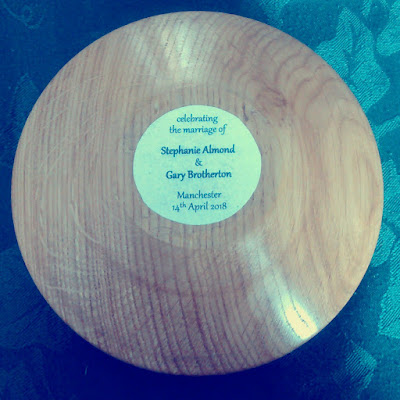 celebrating
the marriage of
Stephanie Almond
&
Gary Brotherton
Manchester
14th April 2018